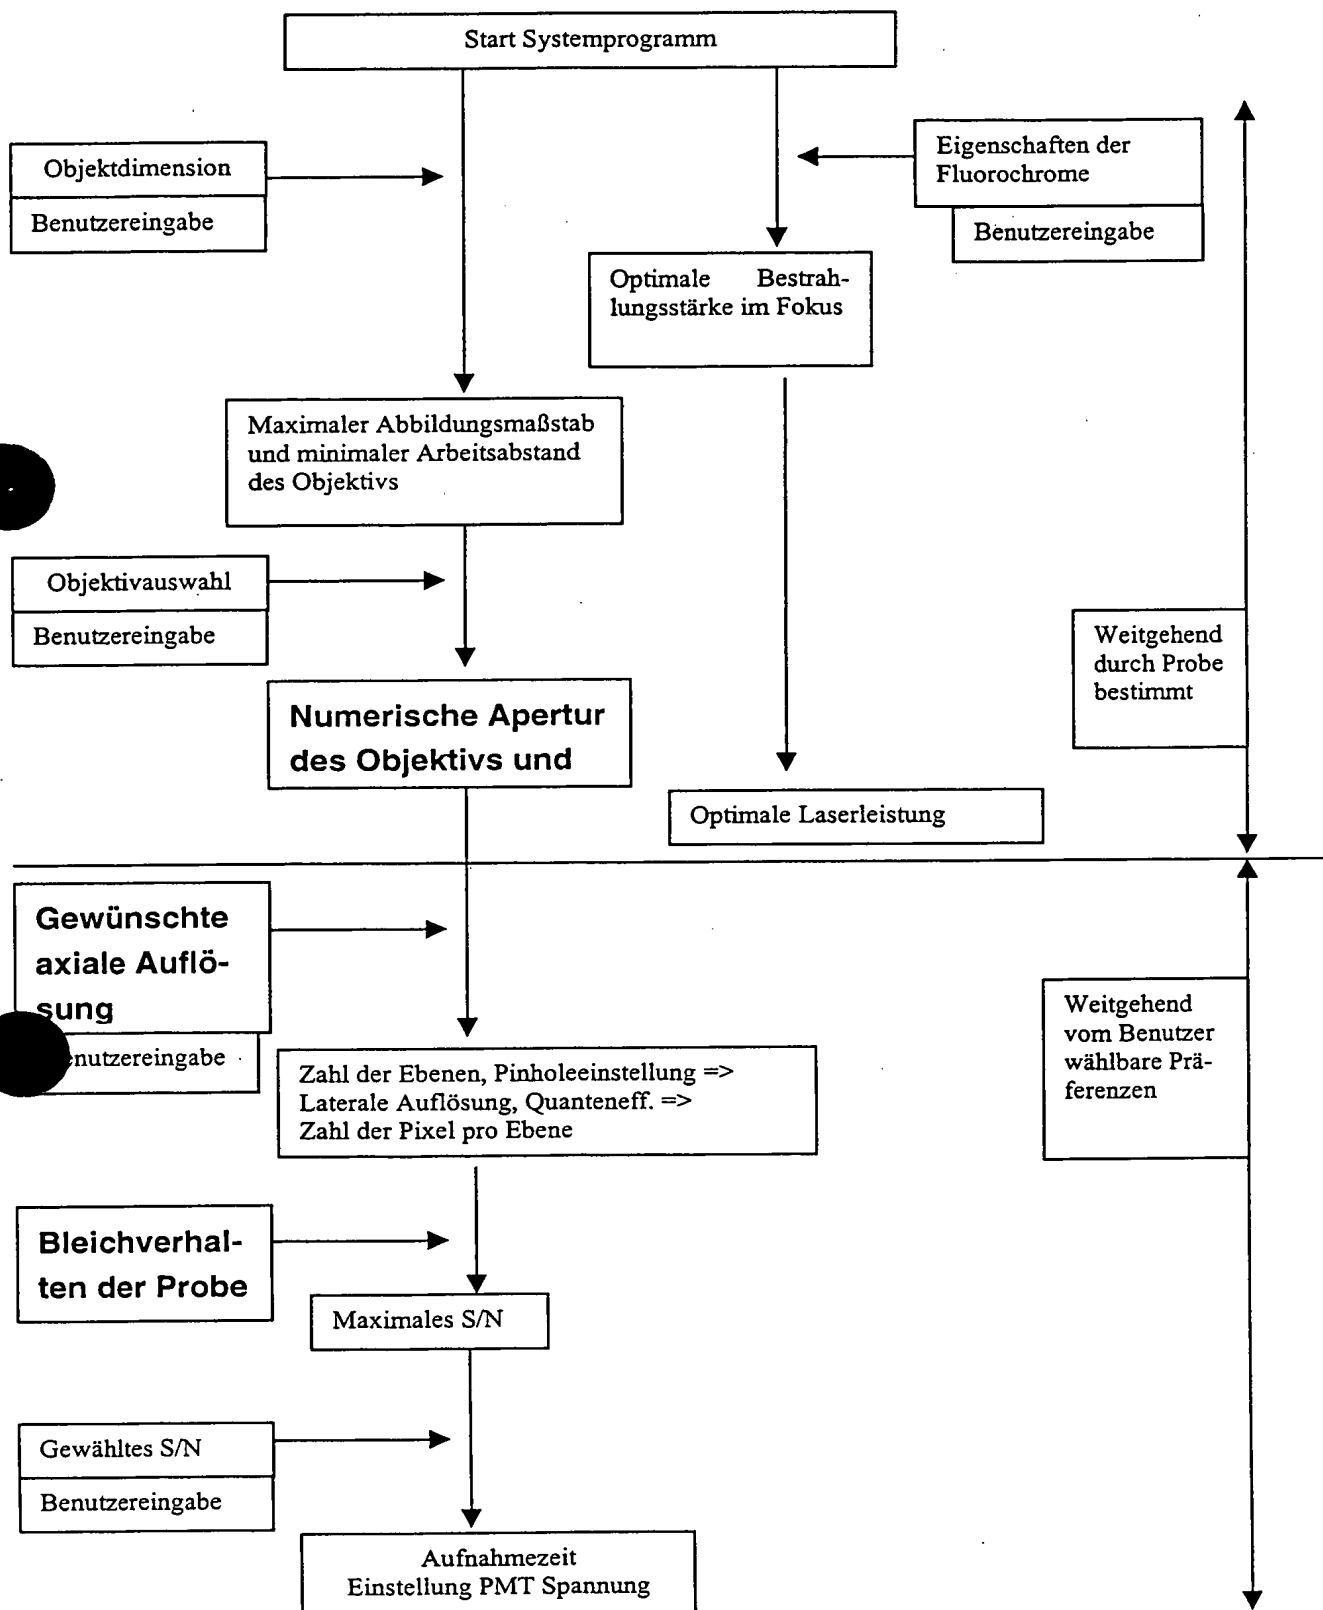 Start Systemprogramm
Objektdimension
Benutzereingabe
Eigenschaften der
Fluorochrome
Benutzereingabe
Optimale Bestrah-
lungsstärke im Fokus
Maximaler Abbildungsmaßstab
und minimaler Arbeitsabstand
des Objektivs
Objektivauswahl
Benutzereingabe
Weitgehend
durch Probe
bestimmt
Numerische Apertur
des Objektivs und
Optimale Laserleistung
Gewünschte
axiale Auflö-
sung
enutzereingabe
Weitgehend
vom Benutzer
wählbare Prä-
ferenzen
Zahl der Ebenen, Pinholeeinstellung =>
Laterale Auflösung, Quanteneff. =>
Zahl der Pixel pro Ebene
Bleichverhal-
ten der Probe
Maximales S/N
Gewähltes S/N
Benutzereingabe
Aufnahmezeit
Einstellung PMT Spannung